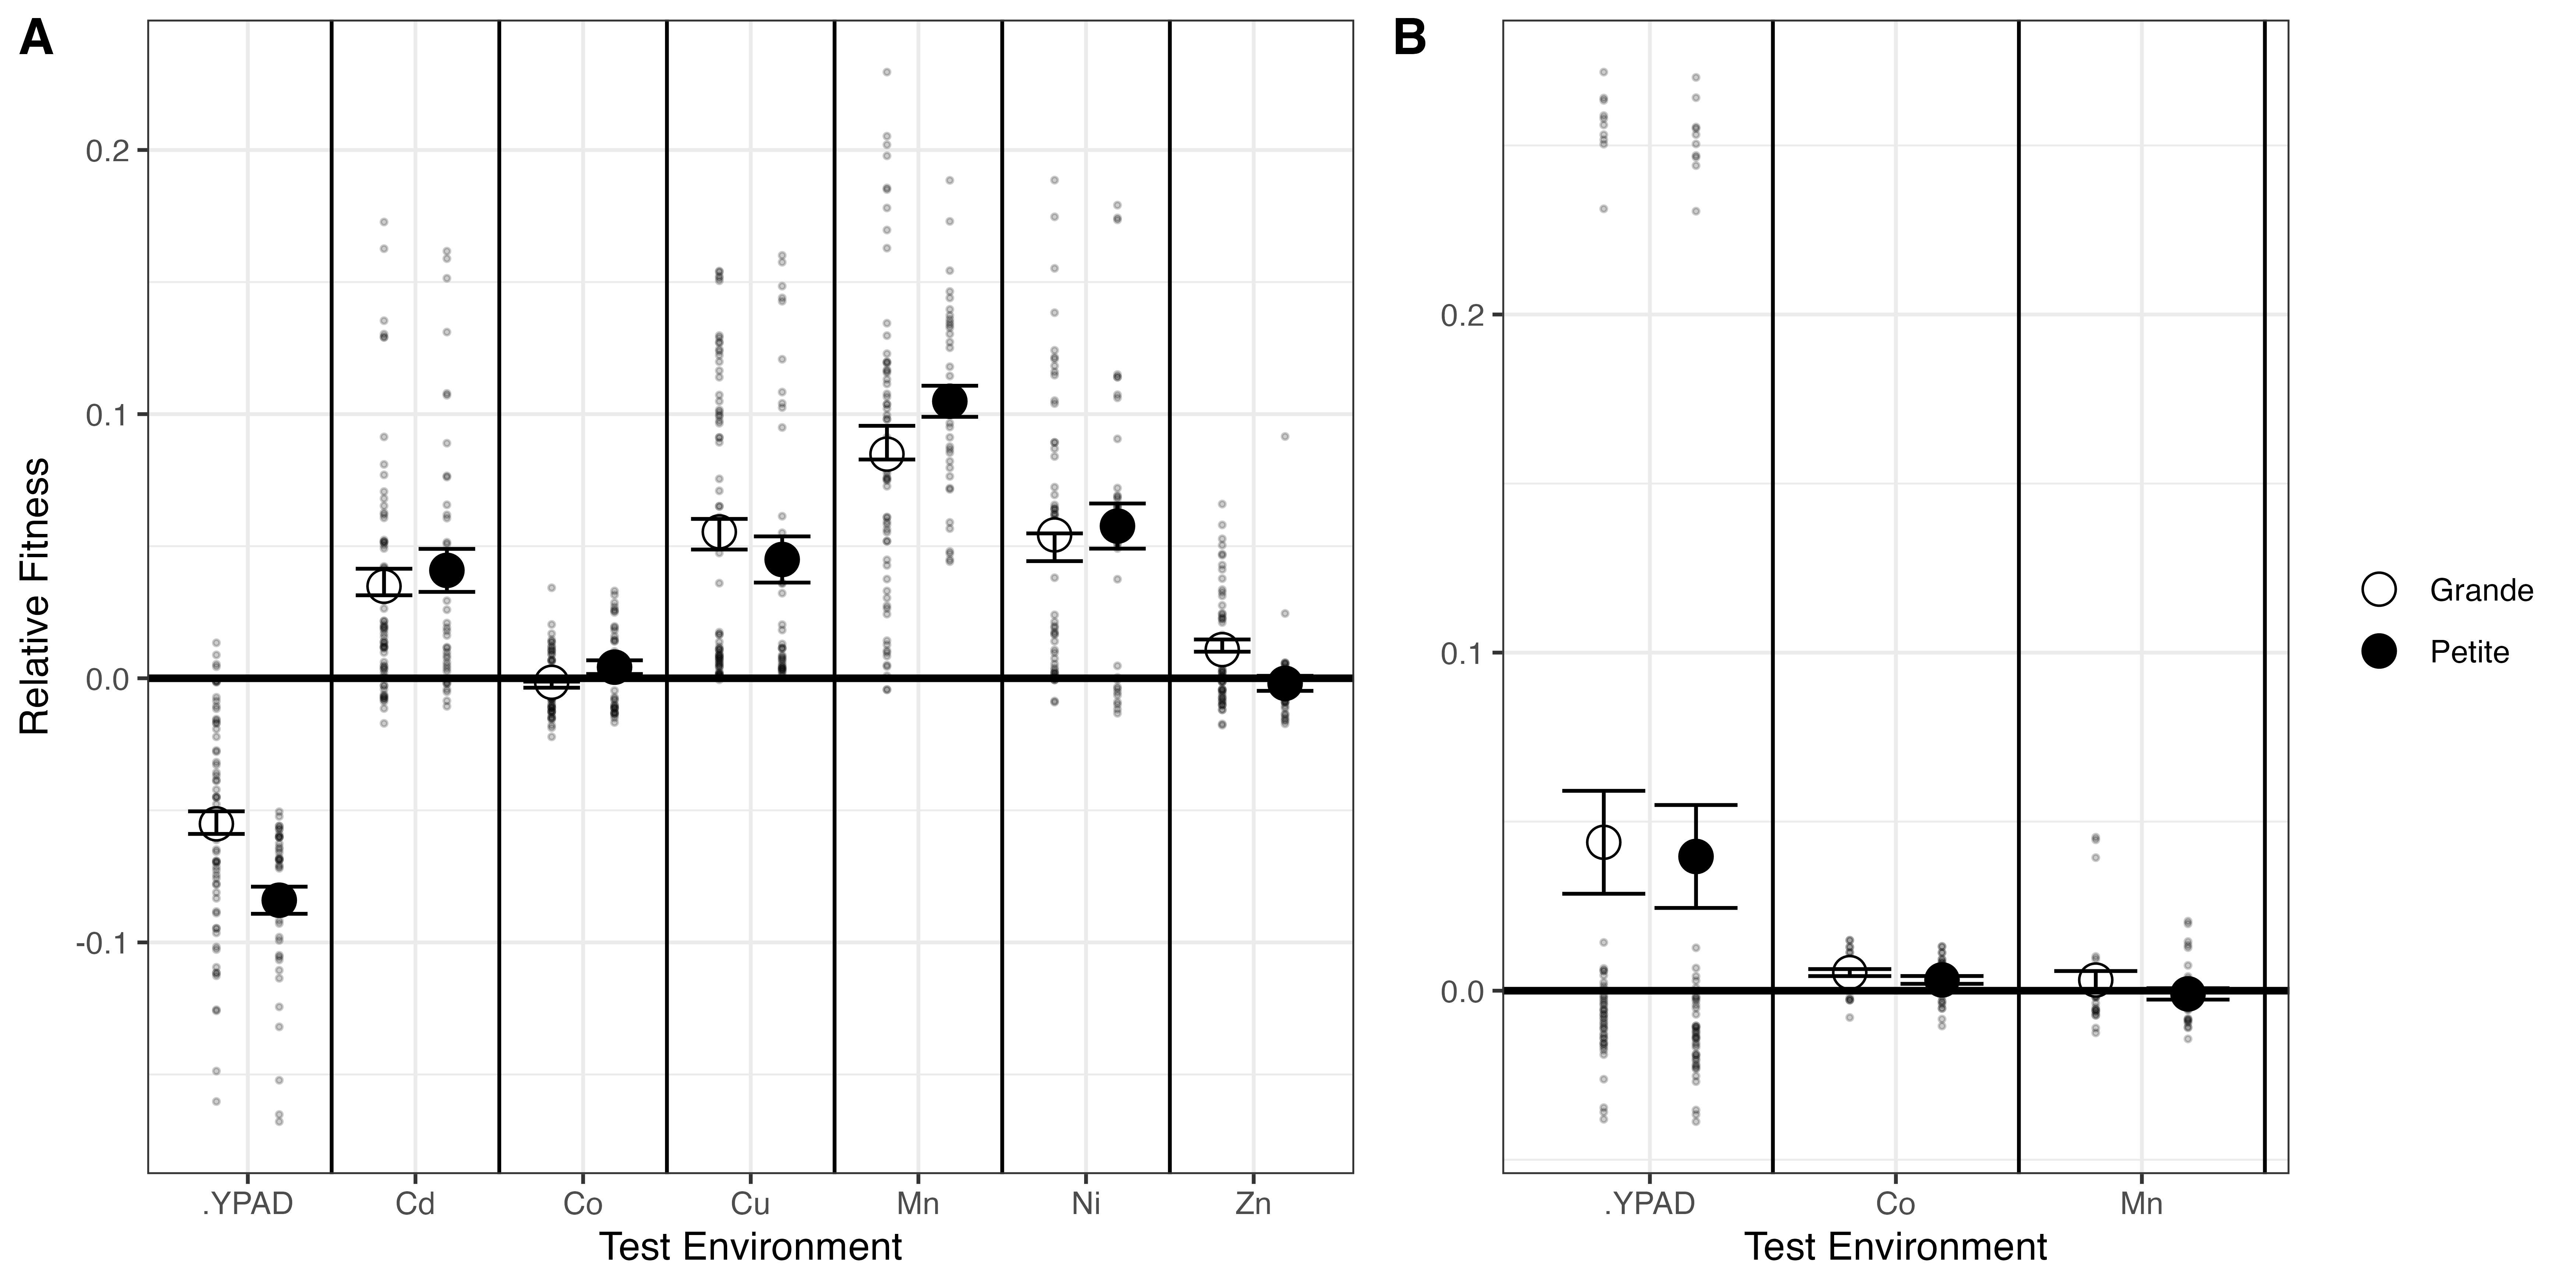 A
B
Relative Fitness
0.2
0.1
0.0
-0.1
.YPAD Cd Co Cu Mn Ni Zn
Test Environment
0.2
0.1
0.0
.YPAD Co Mn
Test Environment
Grande
Petite